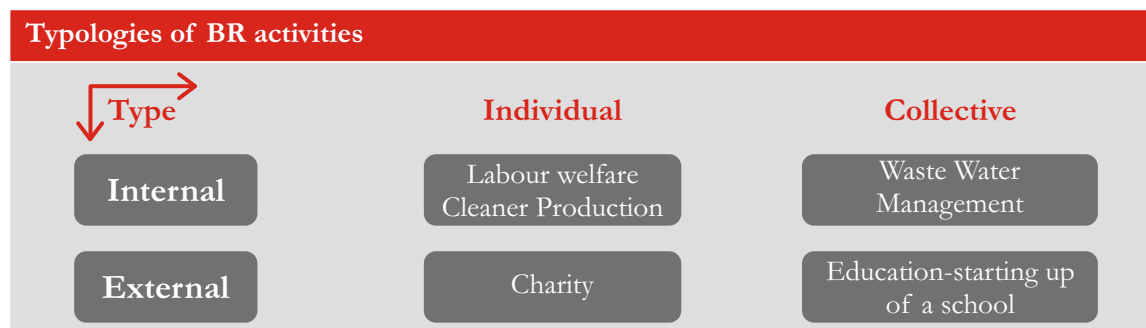 Typologies of BR activities
Type
Individual
Collective
Internal
Labour welfare
Cleaner Production
Waste Water
Management
External
Charity
Education-starting up
of a school